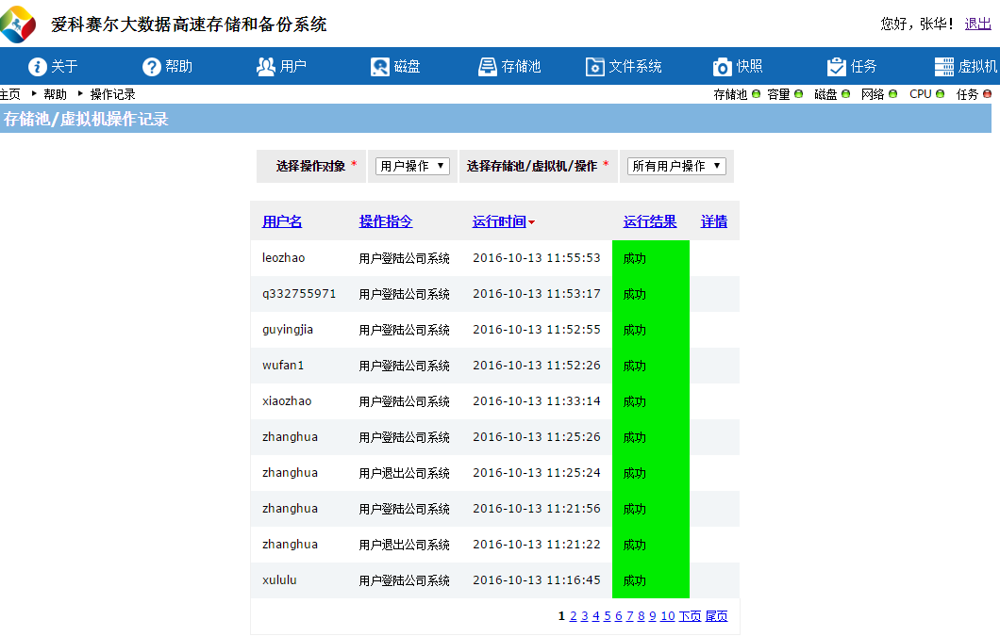 爱科赛尔大数据高速存储和备份系统 您好，张华！ 退出
关于 帮助 用户 磁盘 存储池 文件系统 快照 任务 虚拟机
主页 帮助 操作记录 存储池 容量 磁盘 网络 CPU 任务
存储池/虚拟机操作记录
选择操作对象 * 用户操作 选择存储池/虚拟机/操作 * 所有用户操作
用户名 操作指令 运行时间 运行结果 详情
leozhao 用户登陆公司系统 2016-10-13 11:55:53 成功
q332755971 用户登陆公司系统 2016-10-13 11:53:17 成功
guyingjia 用户登陆公司系统 2016-10-13 11:52:55 成功
wufan1 用户登陆公司系统 2016-10-13 11:52:26 成功
xiaozhao 用户登陆公司系统 2016-10-13 11:33:14 成功
zhanghua 用户登陆公司系统 2016-10-13 11:25:26 成功
zhanghua 用户退出公司系统 2016-10-13 11:25:24 成功
zhanghua 用户登陆公司系统 2016-10-13 11:21:56 成功
zhanghua 用户退出公司系统 2016-10-13 11:21:22 成功
xululu 用户登陆公司系统 2016-10-13 11:16:45 成功
1 2 3 4 5 6 7 8 9 10 下页 尾页